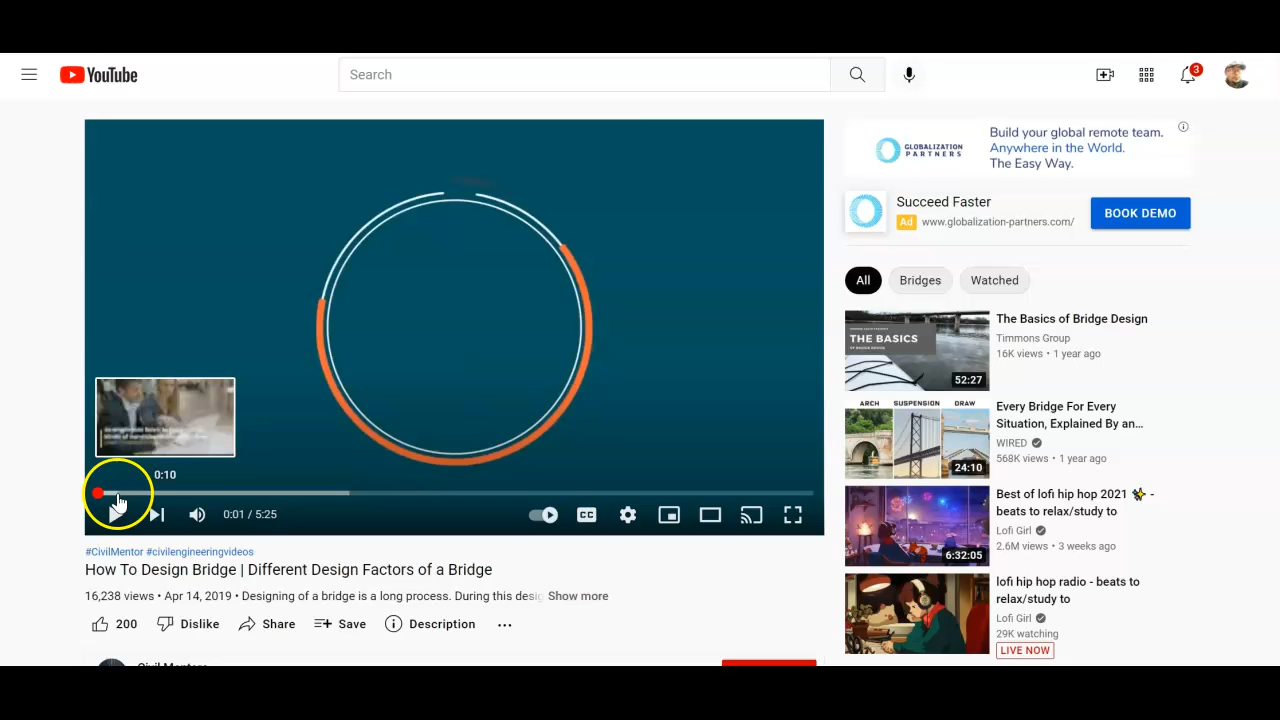 YouTube
Search
3
0:10
0:01 / 5:25
CC
#CivilMentor #civilengineeringvideos
How To Design Bridge | Different Design Factors of a Bridge
16,238 views • Apr 14, 2019 • Designing of a bridge is a long process. During this desig Show more
200 Dislike Share Save Description ...
GLOBALIZATION
PARTNERS
Build your global remote team.
Anywhere in the World.
The Easy Way.
Succeed Faster
Ad www.globalization-partners.com/
BOOK DEMO
All Bridges Watched
THE BASICS
52:27
The Basics of Bridge Design
Timmons Group
16K views • 1 year ago
ARCH SUSPENSION DRAW
24:10
Every Bridge For Every
Situation, Explained By an...
WIRED
568K views • 1 year ago
6:32:05
Best of lofi hip hop 2021 ✨ -
beats to relax/study to
Lofi Girl
2.6M views • 3 weeks ago
lofi hip hop radio - beats to
relax/study to
Lofi Girl
29K watching
LIVE NOW